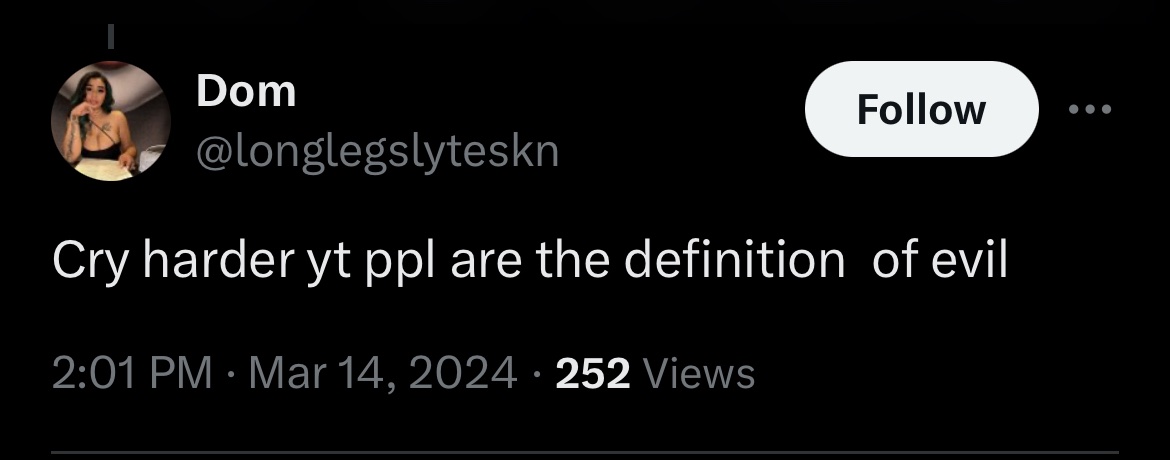 Dom
Follow
@longlegslyteskn
Cry harder yt ppl are the definition  of evil
2:01 PM · Mar 14, 2024 · 252 Views